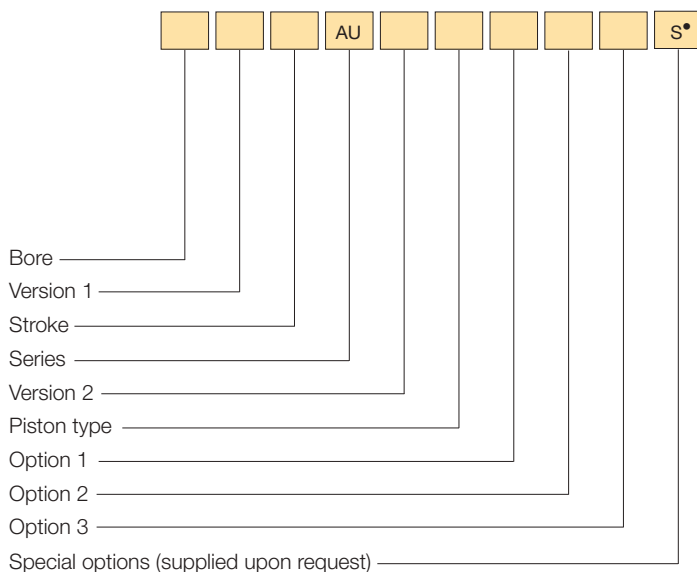 AU S•
Bore
Version 1
Stroke
Series
Version 2
Piston type
Option 1
Option 2
Option 3
Special options (supplied upon request)